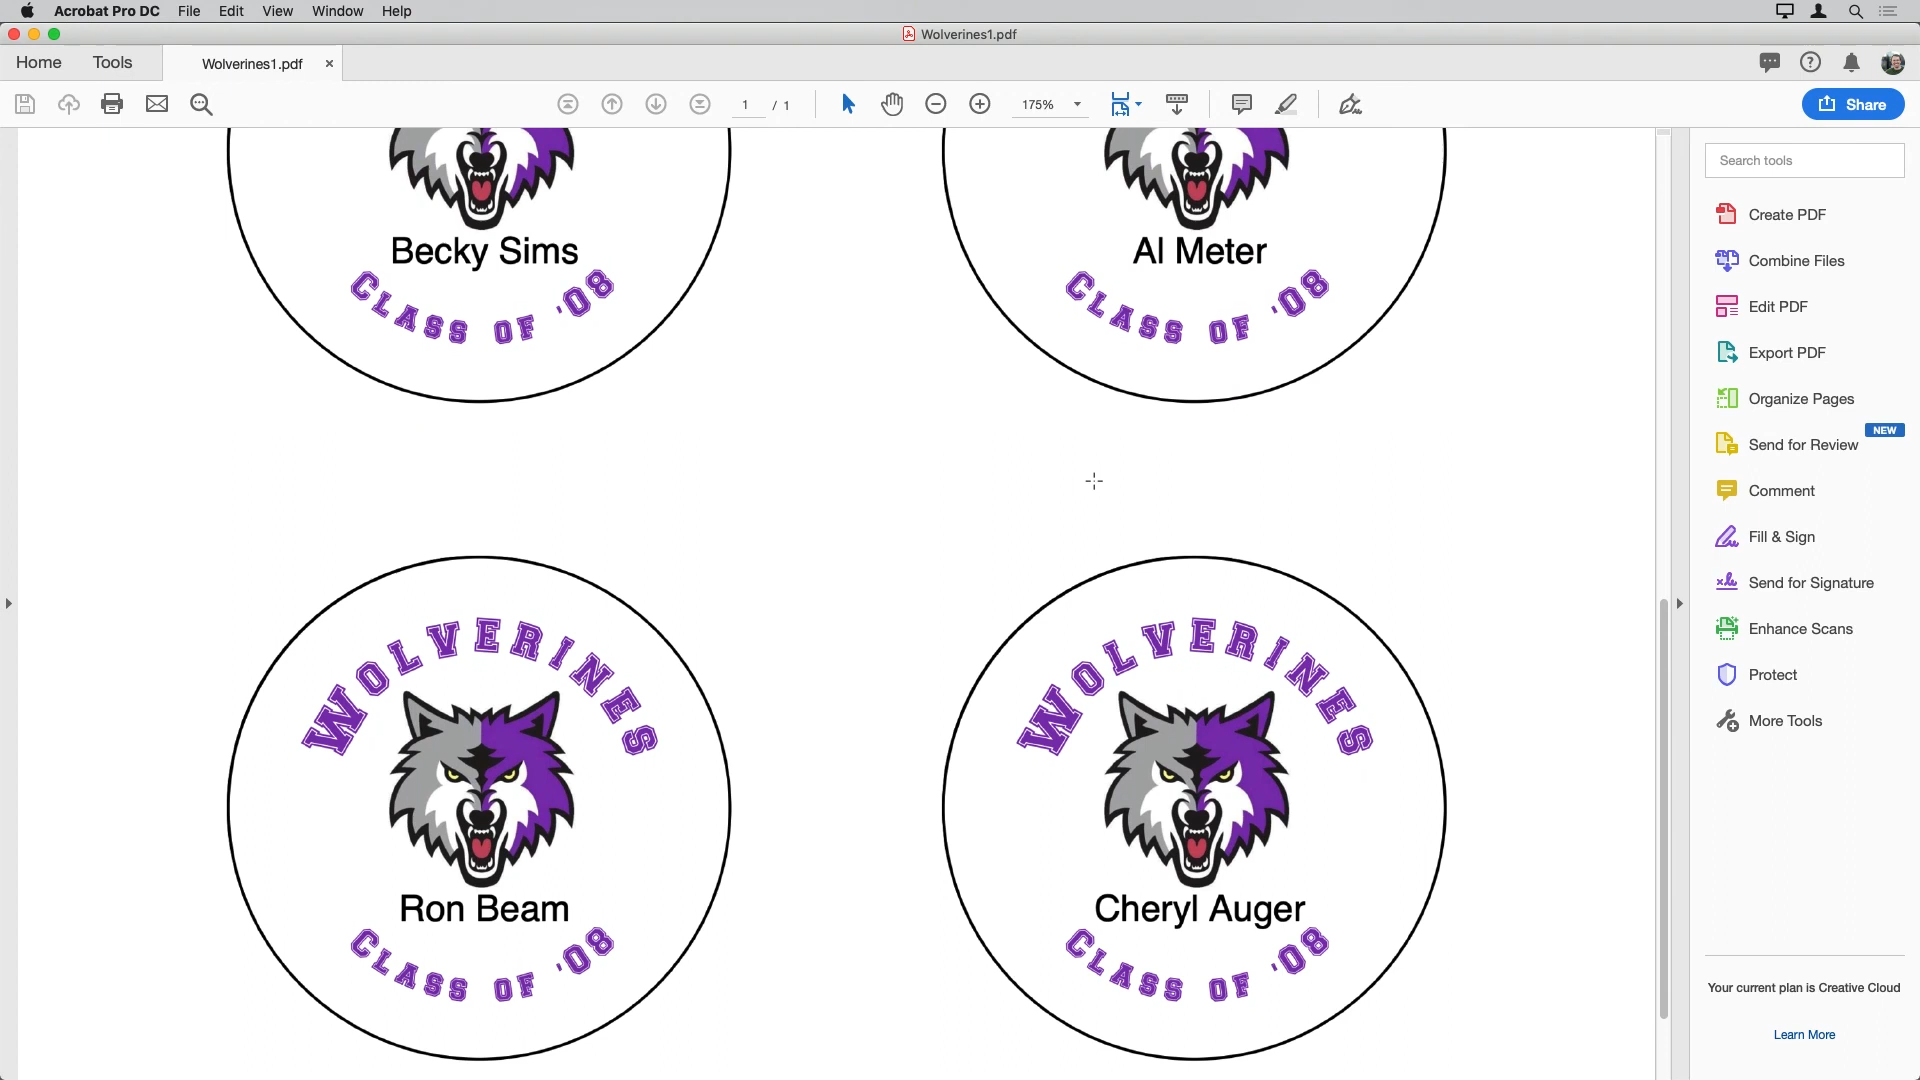 Acrobat Pro DC File Edit View Window Help
Wolverines1.pdf
Home Tools Wolverines1.pdf ×
1 / 1 175% Share
Search tools
Create PDF
Combine Files
Edit PDF
Export PDF
Organize Pages
NEW
Send for Review
Comment
Fill & Sign
Send for Signature
Enhance Scans
Protect
More Tools
Your current plan is Creative Cloud
Learn More
Becky Sims
CLASS OF '08
Al Meter
CLASS OF '08
WOLVERINES
Ron Beam
CLASS OF '08
WOLVERINES
Cheryl Auger
CLASS OF '08